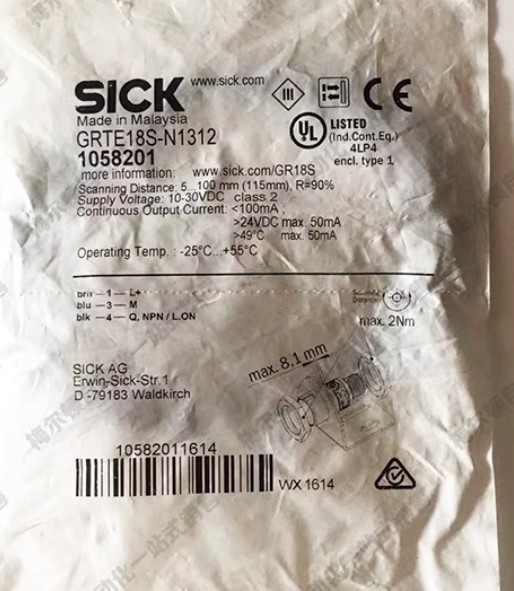 SICK
www.sick.com
Made in Malaysia
GRTE18S-N1312
1058201
III
CE
UL LISTED
(Ind.Cont.Eq.)
4LP4
encl. type 1
more information: www.sick.com/GR18S
Scanning Distance: 5...100 mm (115mm), R=90%
Supply Voltage: 10-30VDC class 2
Continuous Output Current: <100mA
>24VDC max. 50mA
>49°C max. 50mA
Operating Temp.: -25°C...+55°C
brn — 1 — L+
blu — 3 — M
blk — 4 — Q, NPN / L.ON
Distance
max. 2Nm
SICK AG
Erwin-Sick-Str.1
D -79183 Waldkirch
max. 8,1 mm
10582011614
WX 1614